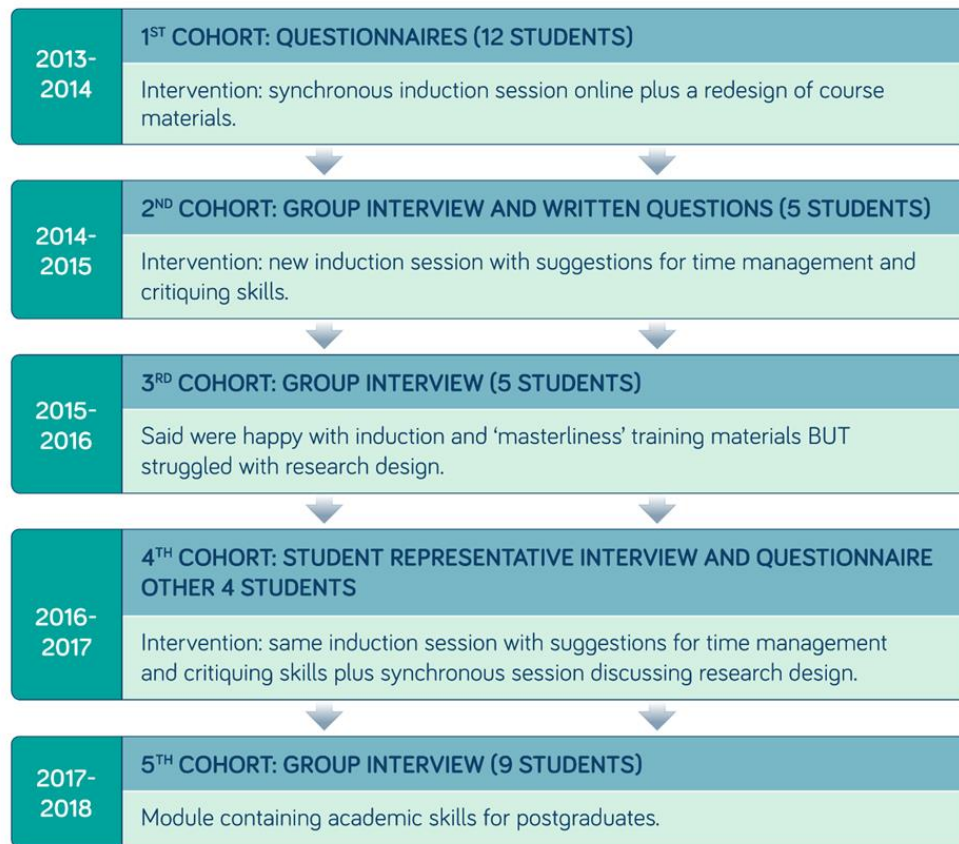 2013-
2014
1ST COHORT: QUESTIONNAIRES (12 STUDENTS)
Intervention: synchronous induction session online plus a redesign of course
materials.
2014-
2015
2ND COHORT: GROUP INTERVIEW AND WRITTEN QUESTIONS (5 STUDENTS)
Intervention: new induction session with suggestions for time management and
critiquing skills.
2015-
2016
3RD COHORT: GROUP INTERVIEW (5 STUDENTS)
Said were happy with induction and ‘masterliness’ training materials BUT
struggled with research design.
2016-
2017
4TH COHORT: STUDENT REPRESENTATIVE INTERVIEW AND QUESTIONNAIRE
OTHER 4 STUDENTS
Intervention: same induction session with suggestions for time management
and critiquing skills plus synchronous session discussing research design.
2017-
2018
5TH COHORT: GROUP INTERVIEW (9 STUDENTS)
Module containing academic skills for postgraduates.